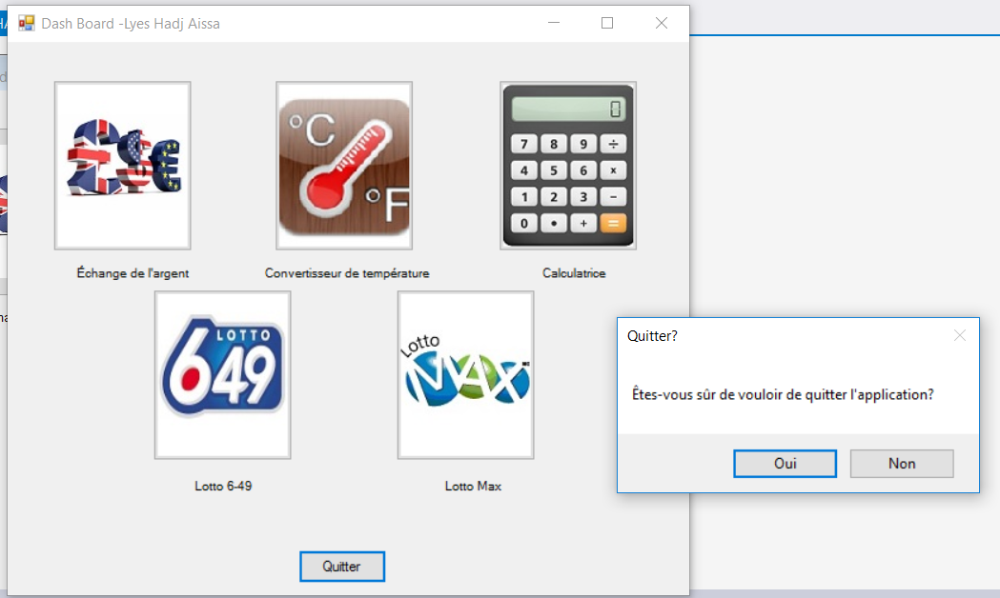 Dash Board -Lyes Hadj Aissa
°C
°F
0
7 8 9 ÷
4 5 6 x
1 2 3 −
0 • + =
Échange de l'argent
Convertisseur de température
Calculatrice
LOTTO
649
Lotto
MAX
Lotto 6-49
Lotto Max
Quitter
Quitter?
Êtes-vous sûr de vouloir de quitter l'application?
Oui
Non